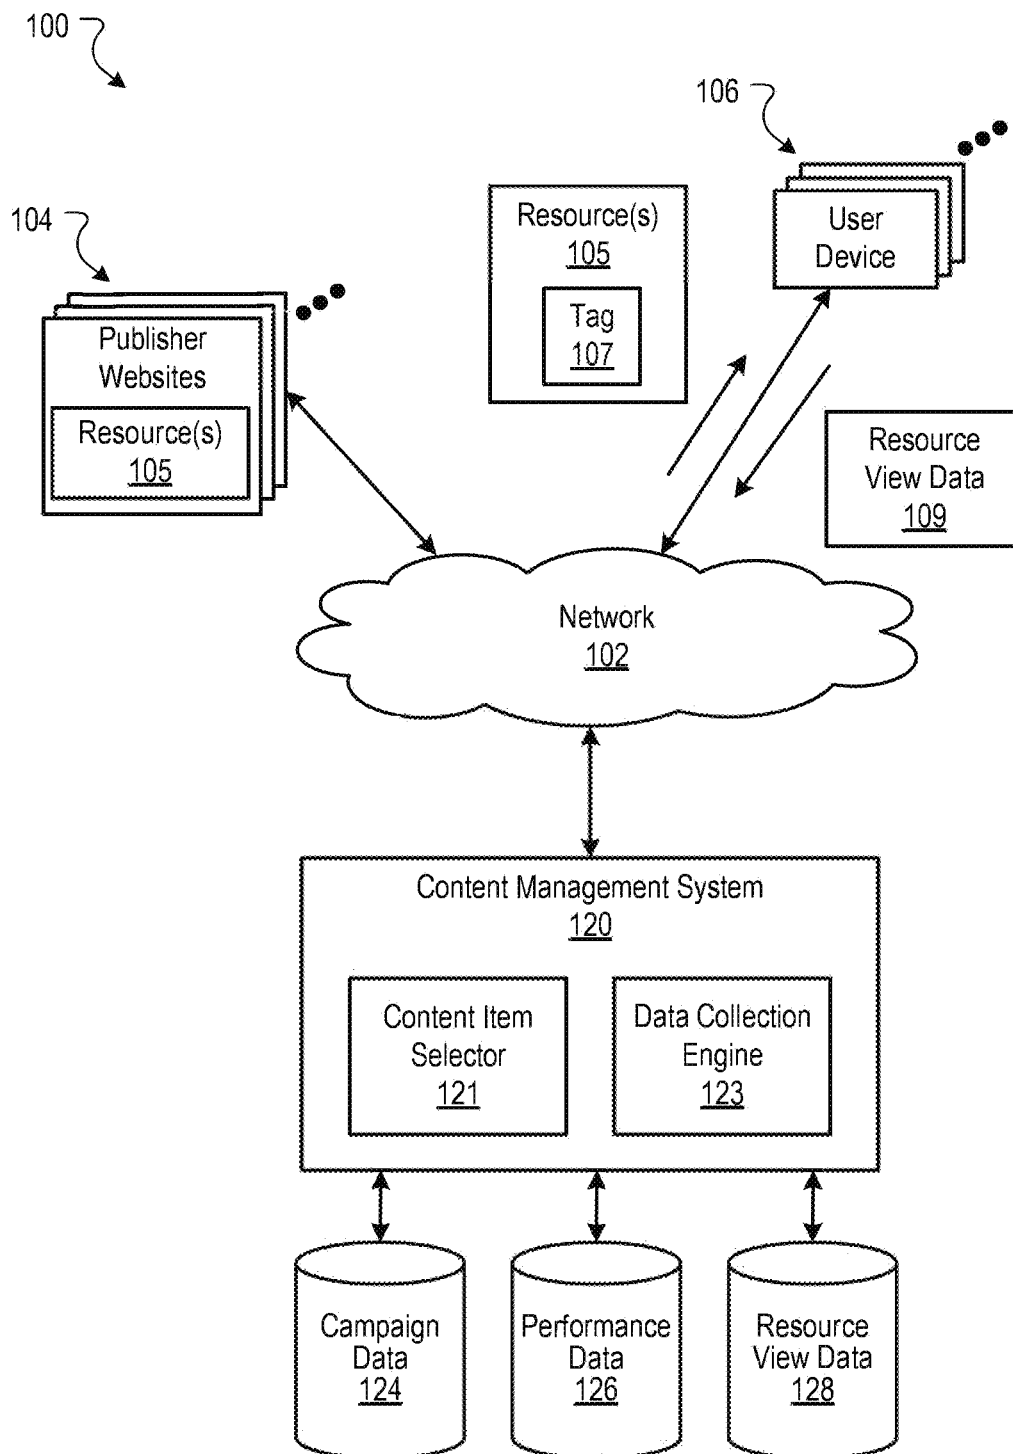 100
106
104
Resource(s)
105
Tag
107
User
Device
Publisher
Websites
Resource(s)
105
Resource
View Data
109
Network
102
Content Management System
120
Content Item
Selector
121
Data Collection
Engine
123
Campaign
Data
124
Performance
Data
126
Resource
View Data
128